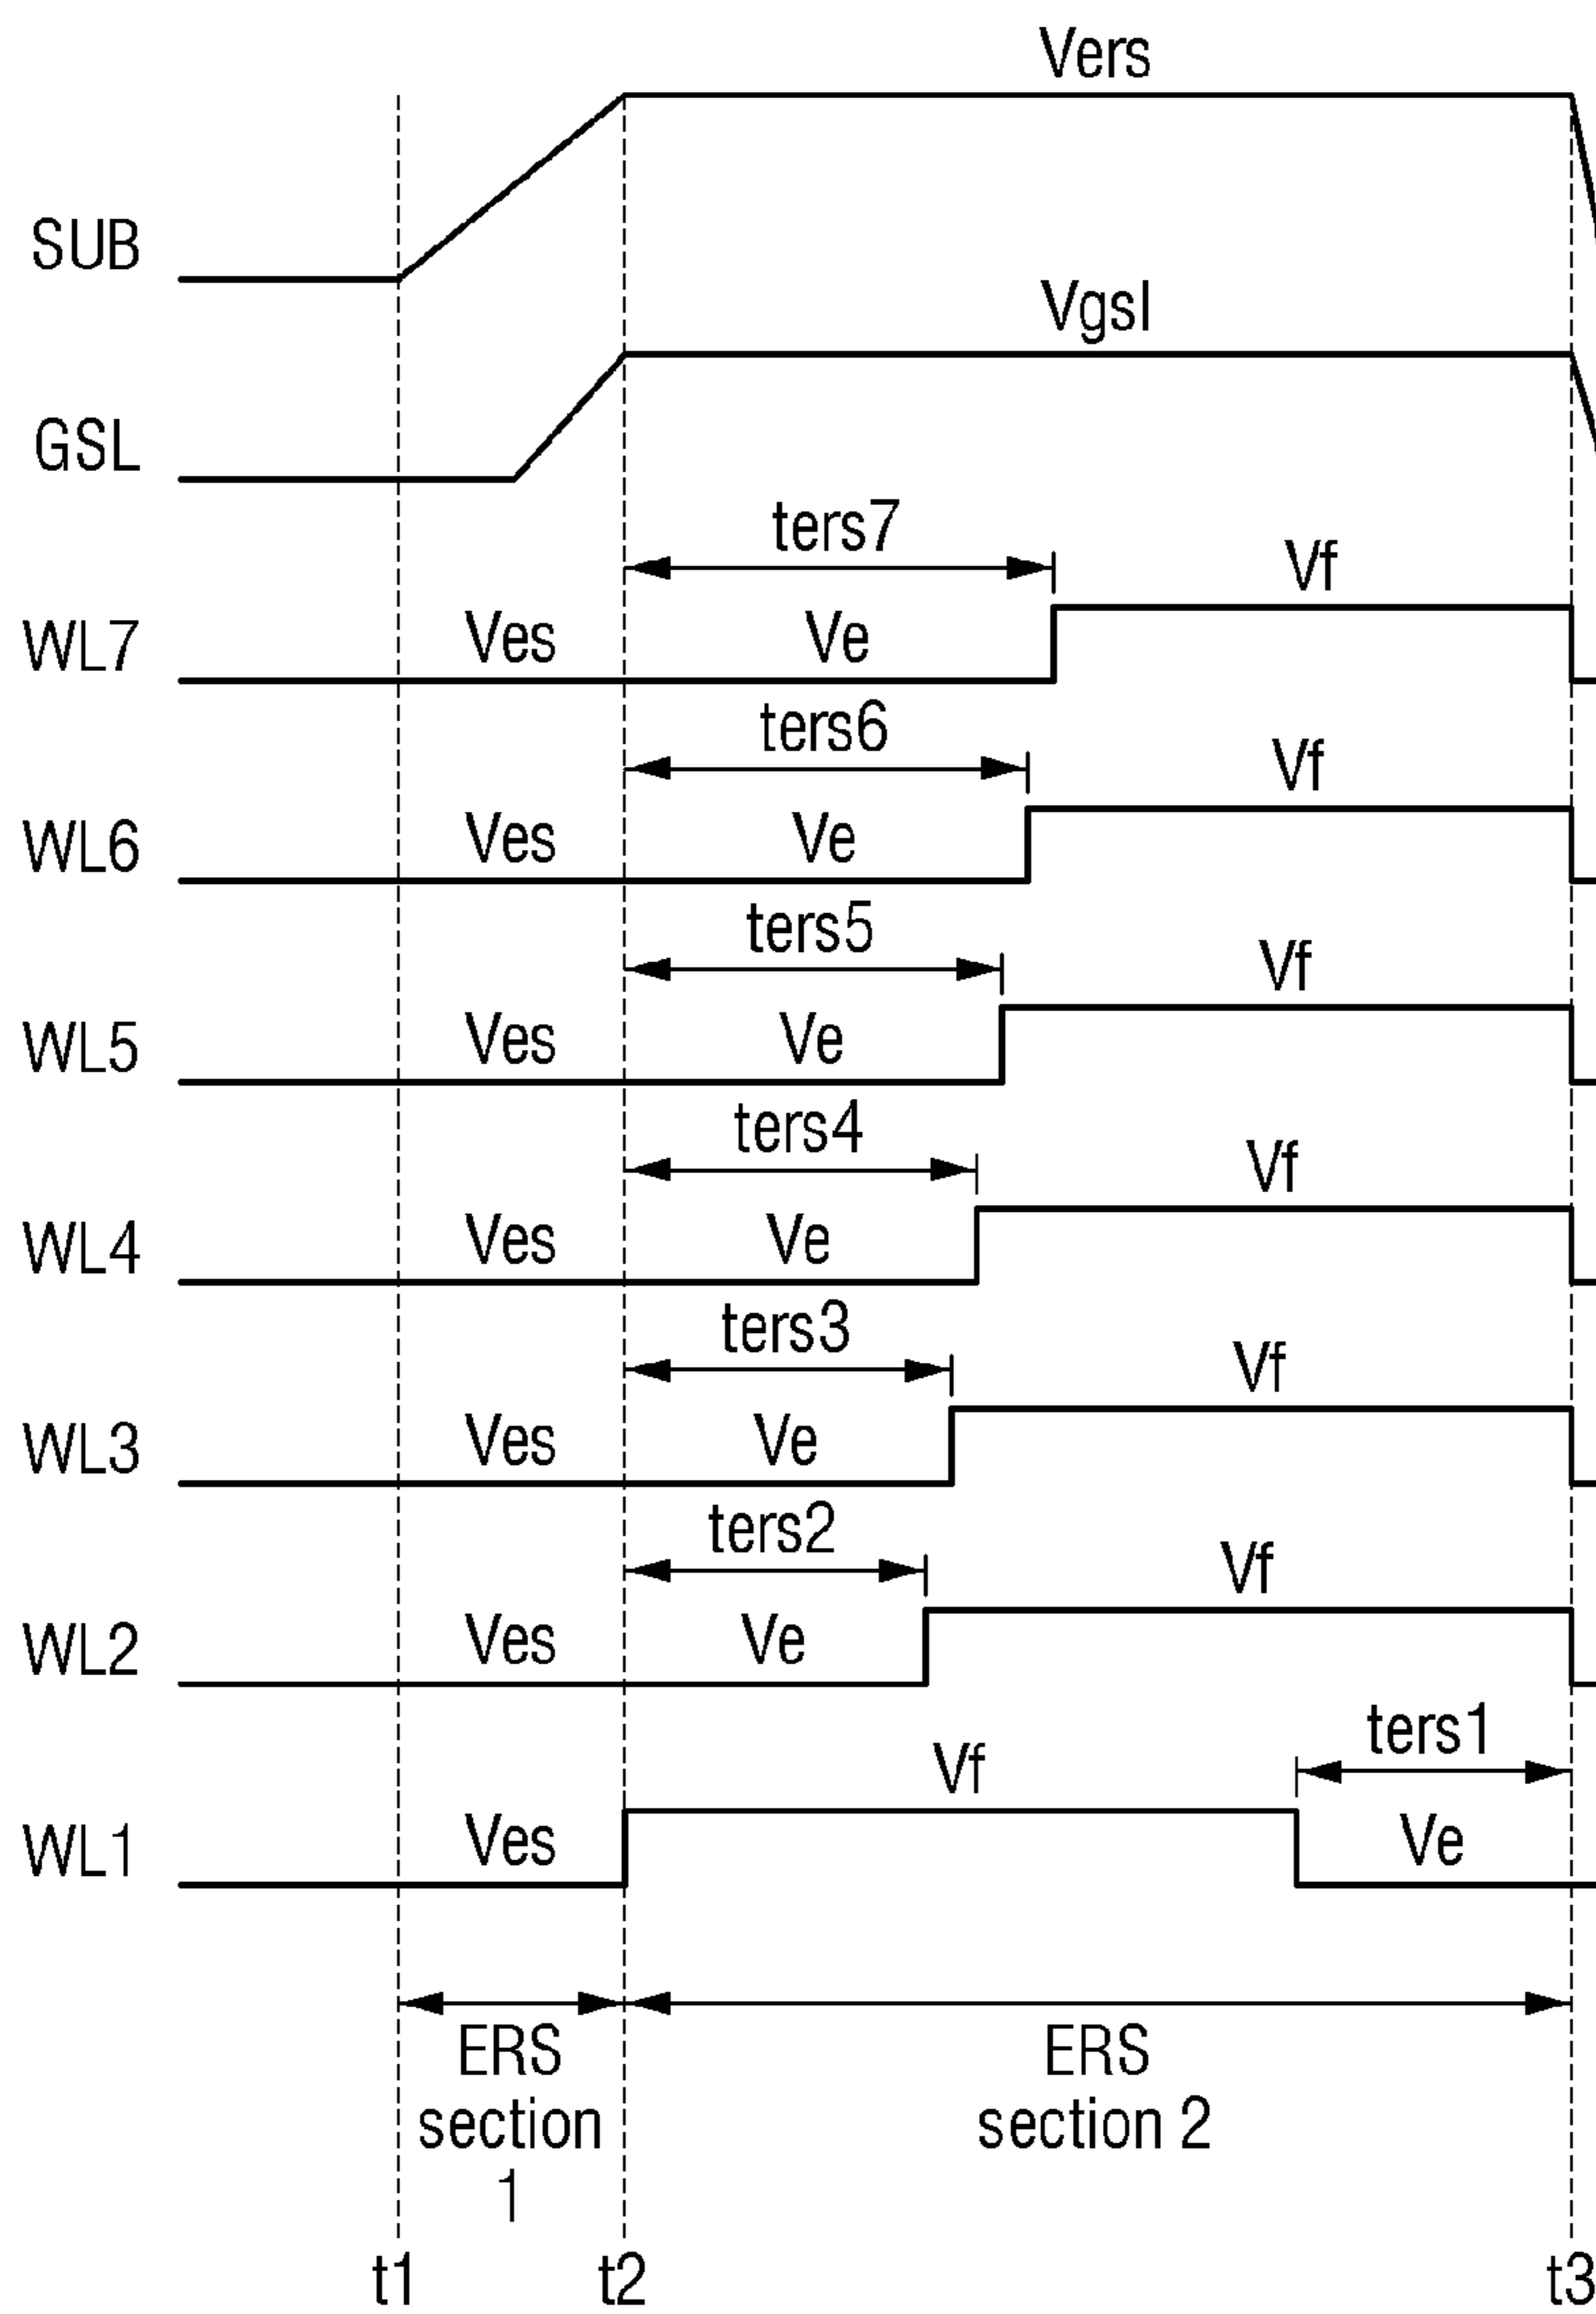 Vers
SUB
Vgsl
GSL
ters7
Vf
WL7 Ves Ve
ters6
Vf
WL6 Ves Ve
ters5
Vf
WL5 Ves Ve
ters4
Vf
WL4 Ves Ve
ters3
Vf
WL3 Ves Ve
ters2
Vf
WL2 Ves Ve
ters1
Vf
WL1 Ves Ve
ERS
section
1
ERS
section 2
t1 t2 t3